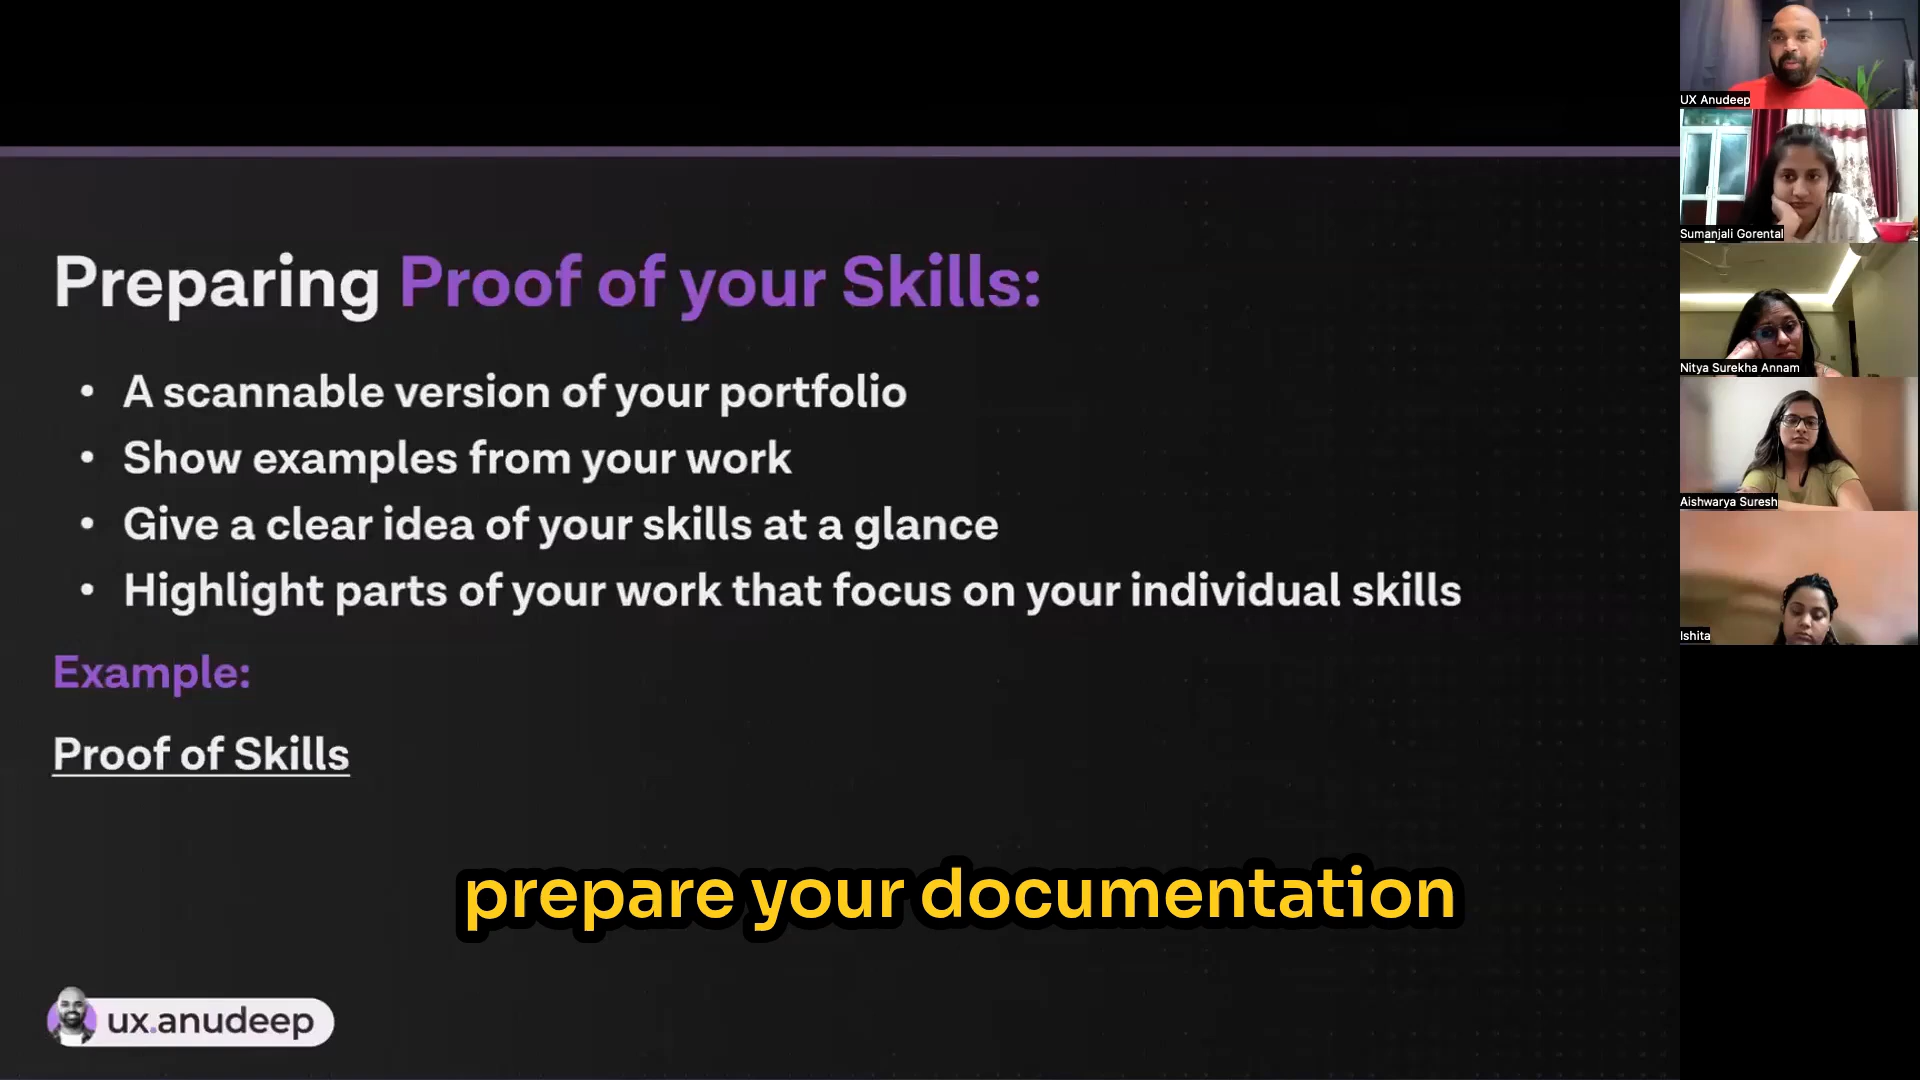 Preparing Proof of your Skills:
• A scannable version of your portfolio
• Show examples from your work
• Give a clear idea of your skills at a glance
• Highlight parts of your work that focus on your individual skills
Example:
Proof of Skills
prepare your documentation
ux.anudeep
UX Anudeep
Sumanjali Gorental
Nitya Surekha Annam
Aishwarya Suresh
Ishita